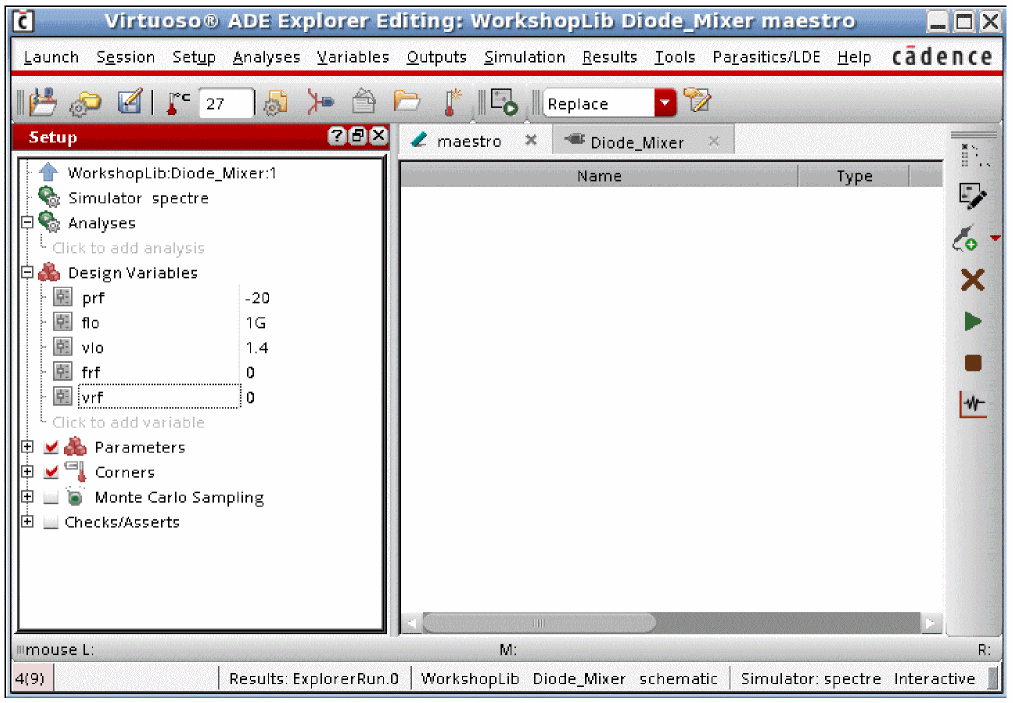 Virtuoso® ADE Explorer Editing: WorkshopLib Diode_Mixer maestro
Launch Session Setup Analyses Variables Outputs Simulation Results Tools Parasitics/LDE Help cādence
°C 27 Replace
Setup
maestro Diode_Mixer
Name Type
WorkshopLib:Diode_Mixer:1
Simulator spectre
Analyses
Click to add analysis
Design Variables
prf -20
flo 1G
vlo 1.4
frf 0
vrf 0
Click to add variable
Parameters
Corners
Monte Carlo Sampling
Checks/Asserts
mouse L: M: R:
4(9) Results: ExplorerRun.0 WorkshopLib Diode_Mixer schematic Simulator: spectre Interactive